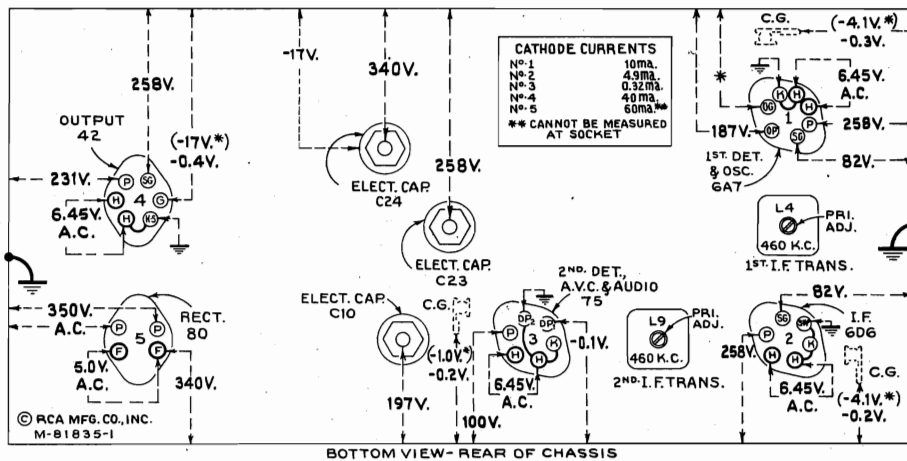 C.G.
(-4.1V.*)
-0.3V.
-17V.
340V.
CATHODE CURRENTS
No.1 10ma.
No.2 4.9ma.
No.3 0.32ma.
No.4 40ma.
No.5 60ma.**
** CANNOT BE MEASURED
AT SOCKET
*
K H
H
OG 1
P
OP SG
6.45V.
A.C.
187V.
258V.
82V.
1ST. DET.
& OSC.
6A7
258V.
OUTPUT
42
(-17V.*)
-0.4V.
231V.
P SG
H 4 G
H K-S
6.45V.
A.C.
ELECT. CAP.
C24
258V.
ELECT. CAP.
C23
L4
460 K.C.
PRI.
ADJ.
1ST. I.F. TRANS.
350V.
A.C.
RECT.
80
P P
5
F F
5.0V.
A.C.
340V.
ELECT. CAP.
C10
197V.
C.G.
(-1.0V.*)
-0.2V.
100V.
2ND. DET.,
A.V.C. & AUDIO
75
DP2 DP1
P
3 K
H H
6.45V.
A.C.
-0.1V.
L9
460 K.C.
PRI.
ADJ.
2ND. I.F. TRANS.
82V.
I.F.
6D6
SG SW
P 2 K
H H
258V.
6.45V.
A.C.
C.G.
(-4.1V.*)
-0.2V.
© RCA MFG. CO., INC.
M-81835-1
BOTTOM VIEW - REAR OF CHASSIS